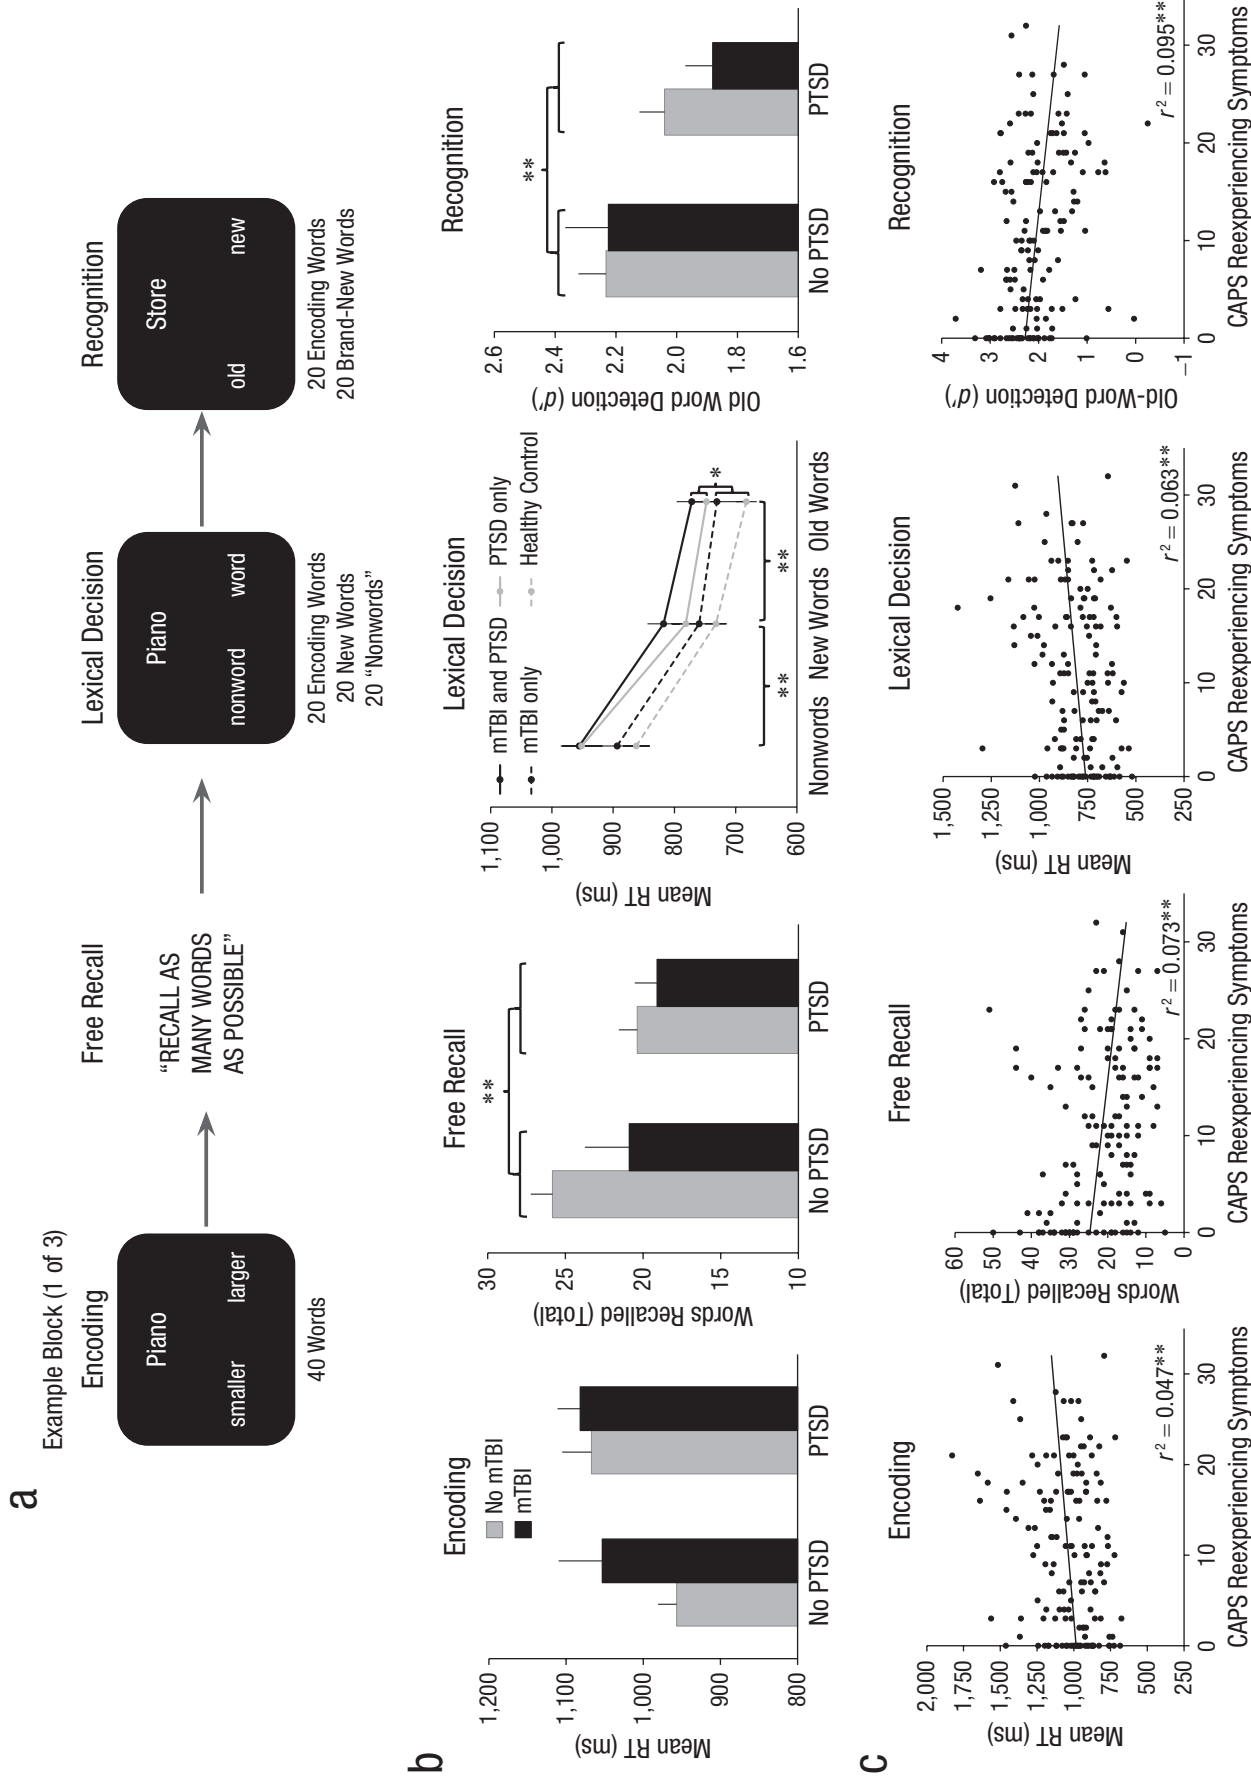 a
Example Block (1 of 3)
Encoding
Piano
smaller larger
40 Words
Free Recall
“RECALL AS
MANY WORDS
AS POSSIBLE”
Lexical Decision
Piano
nonword word
20 Encoding Words
20 New Words
20 “Nonwords”
Recognition
Store
old new
20 Encoding Words
20 Brand-New Words
b
Encoding
No mTBI
mTBI
Mean RT (ms)
1,200
1,100
1,000
900
800
No PTSD PTSD
Free Recall
**
Words Recalled (Total)
30
25
20
15
10
No PTSD PTSD
Lexical Decision
mTBI and PTSD PTSD only
mTBI only Healthy Control
Mean RT (ms)
1,100
1,000
900
800
700
600
*
** **
Nonwords New Words Old Words
Recognition
**
Old Word Detection (d′)
2.6
2.4
2.2
2.0
1.8
1.6
No PTSD PTSD
c
Encoding
Mean RT (ms)
2,000
1,750
1,500
1,250
1,000
750
500
250
r² = 0.047**
0 10 20 30
CAPS Reexperiencing Symptoms
Free Recall
Words Recalled (Total)
60
50
40
30
20
10
0
r² = 0.073**
0 10 20 30
CAPS Reexperiencing Symptoms
Lexical Decision
Mean RT (ms)
1,500
1,250
1,000
750
500
250
r² = 0.063**
0 10 20 30
CAPS Reexperiencing Symptoms
Recognition
Old-Word Detection (d′)
4
3
2
1
0
−1
r² = 0.095**
0 10 20 30
CAPS Reexperiencing Symptoms